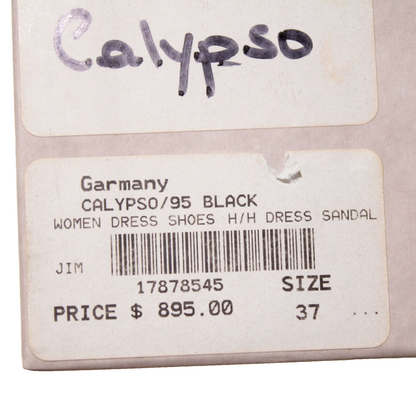 Calypso
Garmany
CALYPSO/95 BLACK
WOMEN DRESS SHOES H/H DRESS SANDAL
JIM
17878545 SIZE
PRICE $ 895.00 37 ...